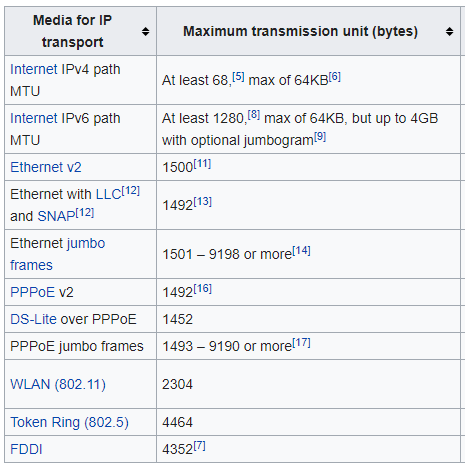 Media for IP
transport
Maximum transmission unit (bytes)
Internet IPv4 path
MTU
At least 68,[5] max of 64KB[6]
Internet IPv6 path
MTU
At least 1280,[8] max of 64KB, but up to 4GB
with optional jumbogram[9]
Ethernet v2
1500[11]
Ethernet with LLC[12]
and SNAP[12]
1492[13]
Ethernet jumbo
frames
1501 – 9198 or more[14]
PPPoE v2
1492[16]
DS-Lite over PPPoE
1452
PPPoE jumbo frames
1493 – 9190 or more[17]
WLAN (802.11)
2304
Token Ring (802.5)
4464
FDDI
4352[7]